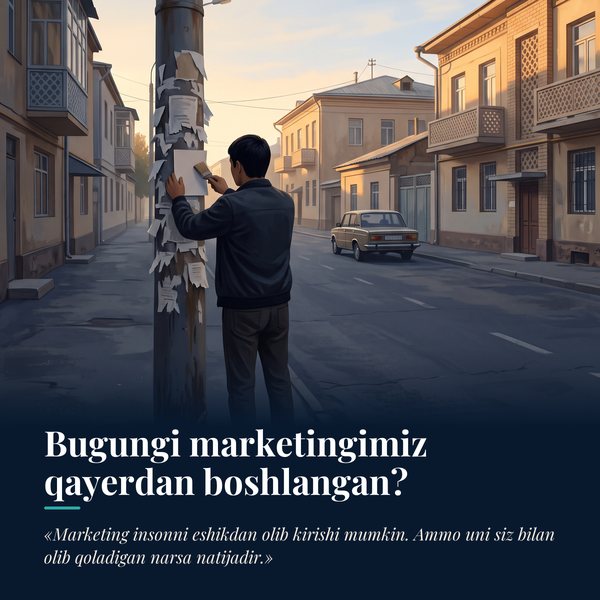 Bugungi marketingimiz
qayerdan boshlangan?
«Marketing insonni eshikdan olib kirishi mumkin. Ammo uni siz bilan
olib qoladigan narsa natijadir.»